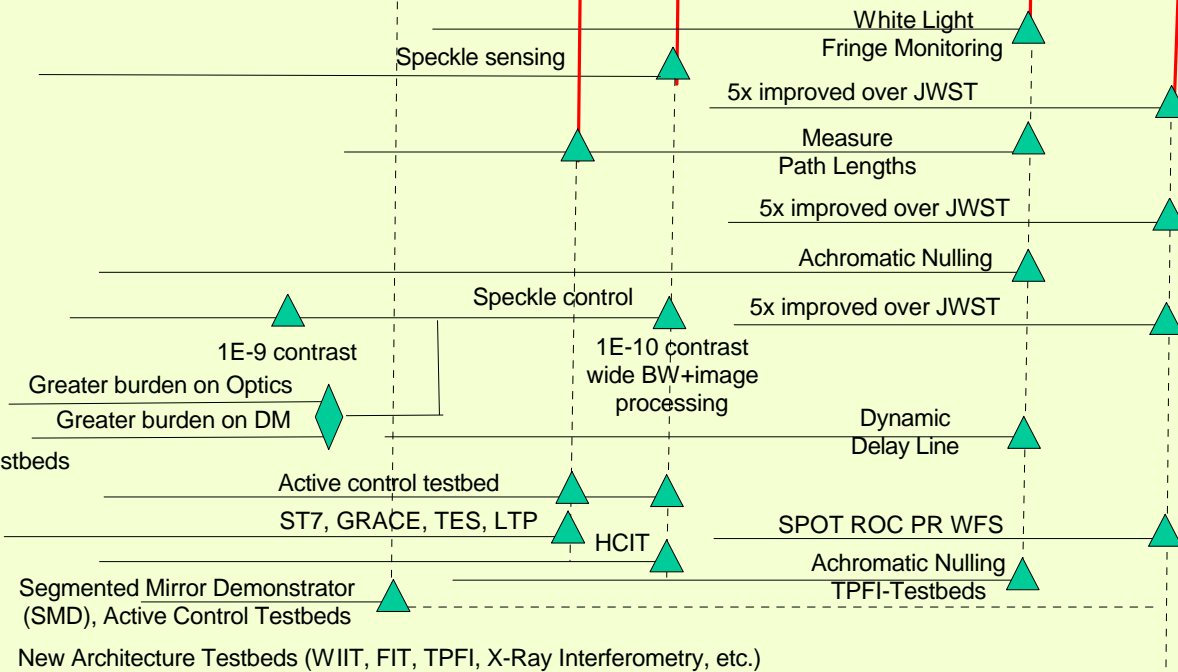 White Light
Fringe Monitoring
Speckle sensing
5x improved over JWST
Measure
Path Lengths
5x improved over JWST
Achromatic Nulling
Speckle control
5x improved over JWST
1E-9 contrast
1E-10 contrast
wide BW+image
processing
Greater burden on Optics
Greater burden on DM
Dynamic
Delay Line
stbeds
Active control testbed
ST7, GRACE, TES, LTP
SPOT ROC PR WFS
HCIT
Achromatic Nulling
TPFI-Testbeds
Segmented Mirror Demonstrator
(SMD), Active Control Testbeds
New Architecture Testbeds (WIIT, FIT, TPFI, X-Ray Interferometry, etc.)